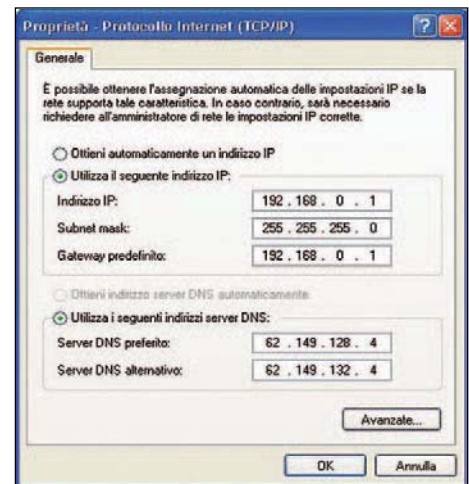 Proprietà - Protocollo Internet (TCP/IP)
Generale
È possibile ottenere l'assegnazione automatica delle impostazioni IP se la
rete supporta tale caratteristica. In caso contrario, sarà necessario
richiedere all'amministratore di rete le impostazioni IP corrette.
Ottieni automaticamente un indirizzo IP
Utilizza il seguente indirizzo IP:
Indirizzo IP: 192 . 168 . 0 . 1
Subnet mask: 255 . 255 . 255 . 0
Gateway predefinito: 192 . 168 . 0 . 1
Ottieni indirizzo server DNS automaticamente
Utilizza i seguenti indirizzi server DNS:
Server DNS preferito: 62 . 149 . 128 . 4
Server DNS alternativo: 62 . 149 . 132 . 4
Avanzate...
OK Annulla